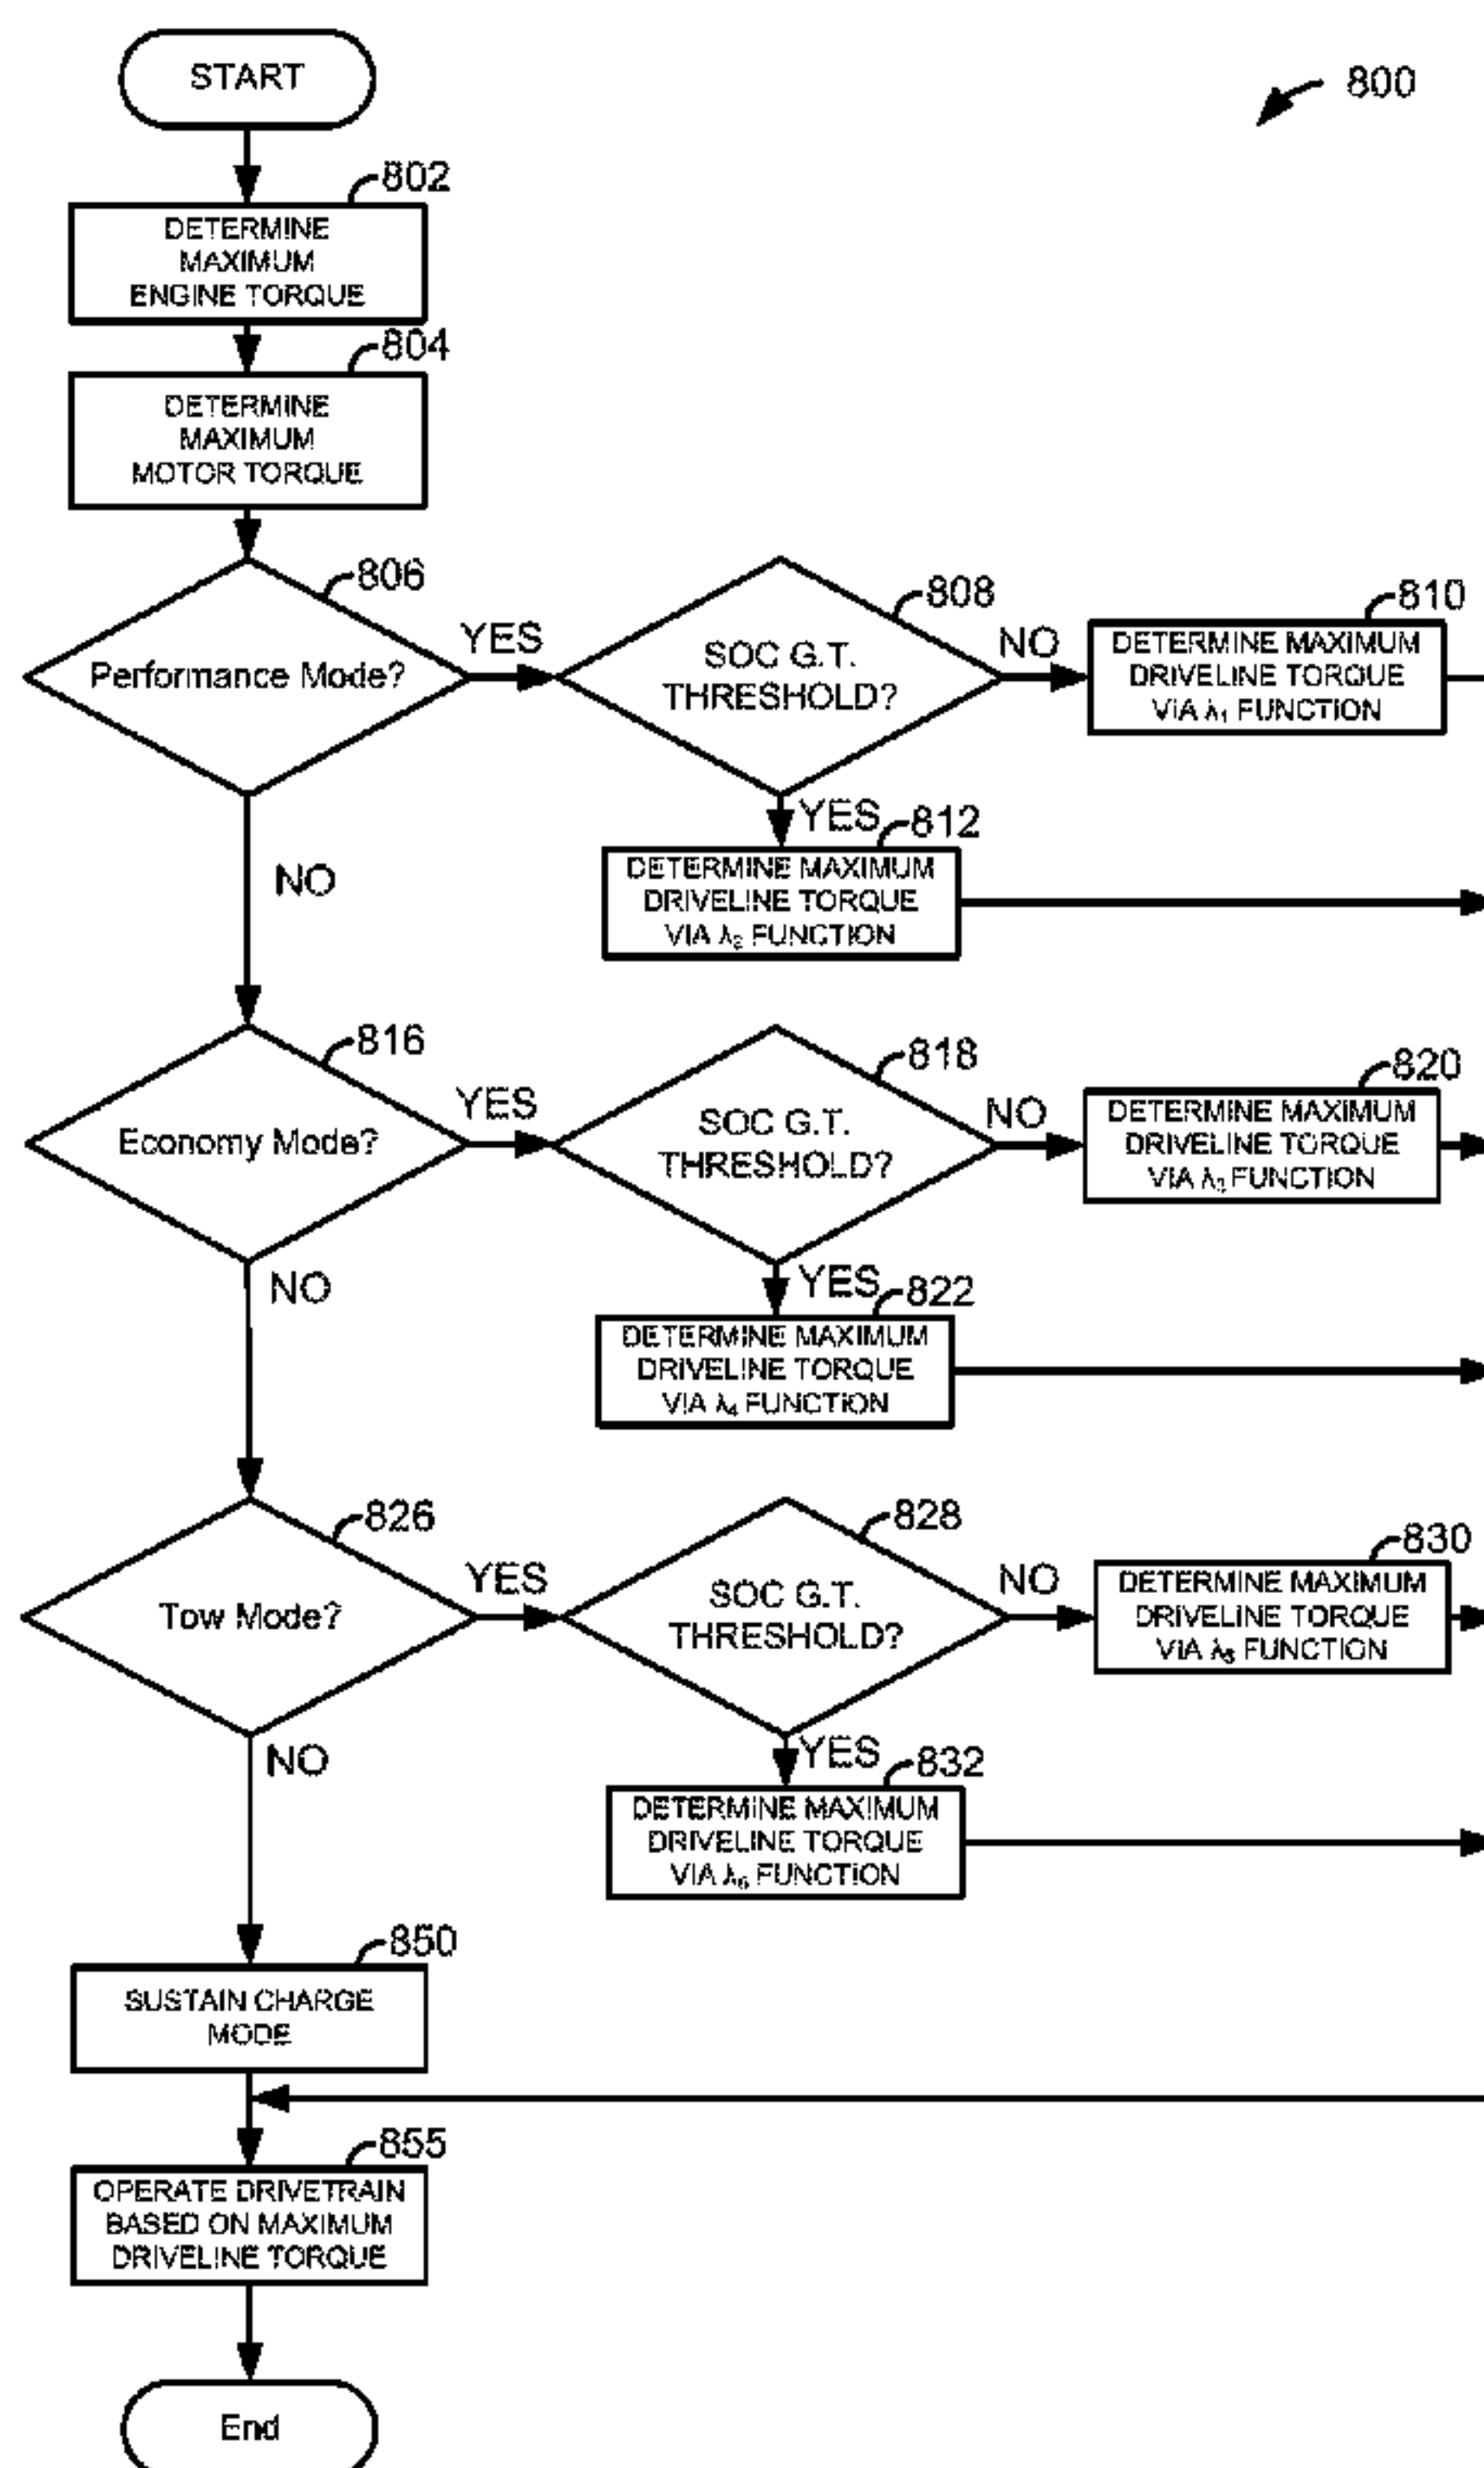 START
800
802
DETERMINE
MAXIMUM
ENGINE TORQUE
804
DETERMINE
MAXIMUM
MOTOR TORQUE
806
Performance Mode?
YES
808
SOC G.T.
THRESHOLD?
NO
810
DETERMINE MAXIMUM
DRIVELINE TORQUE
VIA λ₁ FUNCTION
YES
812
DETERMINE MAXIMUM
DRIVELINE TORQUE
VIA λ₂ FUNCTION
NO
816
Economy Mode?
YES
818
SOC G.T.
THRESHOLD?
NO
820
DETERMINE MAXIMUM
DRIVELINE TORQUE
VIA λ₃ FUNCTION
YES
822
DETERMINE MAXIMUM
DRIVELINE TORQUE
VIA λ₄ FUNCTION
NO
826
Tow Mode?
YES
828
SOC G.T.
THRESHOLD?
NO
830
DETERMINE MAXIMUM
DRIVELINE TORQUE
VIA λ₅ FUNCTION
YES
832
DETERMINE MAXIMUM
DRIVELINE TORQUE
VIA λ₆ FUNCTION
NO
850
SUSTAIN CHARGE
MODE
855
OPERATE DRIVETRAIN
BASED ON MAXIMUM
DRIVELINE TORQUE
End